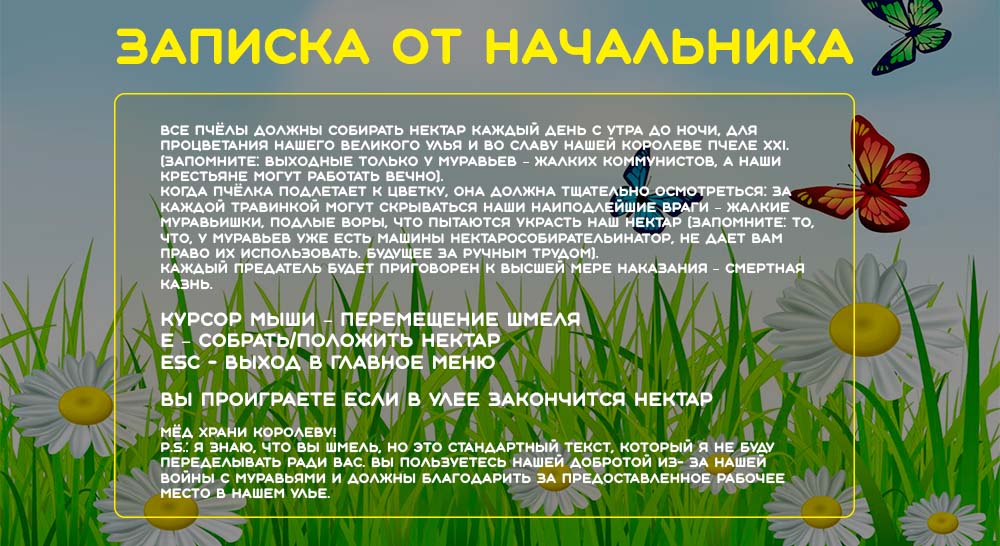 ЗАПИСКА ОТ НАЧАЛЬНИКА
ВСЕ ПЧЁЛЫ ДОЛЖНЫ СОБИРАТЬ НЕКТАР КАЖДЫЙ ДЕНЬ С УТРА ДО НОЧИ, ДЛЯ
ПРОЦВЕТАНИЯ НАШЕГО ВЕЛИКОГО УЛЬЯ И ВО СЛАВУ НАШЕЙ КОРОЛЕВЕ ПЧЕЛЕ XXI.
(ЗАПОМНИТЕ: ВЫХОДНЫЕ ТОЛЬКО У МУРАВЬЕВ – ЖАЛКИХ КОММУНИСТОВ, А НАШИ
КРЕСТЬЯНЕ МОГУТ РАБОТАТЬ ВЕЧНО).
КОГДА ПЧЁЛКА ПОДЛЕТАЕТ К ЦВЕТКУ, ОНА ДОЛЖНА ТЩАТЕЛЬНО ОСМОТРЕТЬСЯ: ЗА
КАЖДОЙ ТРАВИНКОЙ МОГУТ СКРЫВАТЬСЯ НАШИ НАИПОДЛЕЙШИЕ ВРАГИ – ЖАЛКИЕ
МУРАВЬИШКИ, ПОДЛЫЕ ВОРЫ, ЧТО ПЫТАЮТСЯ УКРАСТЬ НАШ НЕКТАР (ЗАПОМНИТЕ: ТО,
ЧТО, У МУРАВЬЕВ УЖЕ ЕСТЬ МАШИНЫ НЕКТАРОСОБИРАТЕЛЬИНАТОР, НЕ ДАЕТ ВАМ
ПРАВО ИХ ИСПОЛЬЗОВАТЬ. БУДУЩЕЕ ЗА РУЧНЫМ ТРУДОМ).
КАЖДЫЙ ПРЕДАТЕЛЬ БУДЕТ ПРИГОВОРЕН К ВЫСШЕЙ МЕРЕ НАКАЗАНИЯ – СМЕРТНАЯ
КАЗНЬ.
КУРСОР МЫШИ – ПЕРЕМЕЩЕНИЕ ШМЕЛЯ
E – СОБРАТЬ/ПОЛОЖИТЬ НЕКТАР
ESC - ВЫХОД В ГЛАВНОЕ МЕНЮ
ВЫ ПРОИГРАЕТЕ ЕСЛИ В УЛЕЕ ЗАКОНЧИТСЯ НЕКТАР
МЁД ХРАНИ КОРОЛЕВУ!
P.S.: Я ЗНАЮ, ЧТО ВЫ ШМЕЛЬ, НО ЭТО СТАНДАРТНЫЙ ТЕКСТ, КОТОРЫЙ Я НЕ БУДУ
ПЕРЕДЕЛЫВАТЬ РАДИ ВАС. ВЫ ПОЛЬЗУЕТЕСЬ НАШЕЙ ДОБРОТОЙ ИЗ- ЗА НАШЕЙ
ВОЙНЫ С МУРАВЬЯМИ И ДОЛЖНЫ БЛАГОДАРИТЬ ЗА ПРЕДОСТАВЛЕННОЕ РАБОЧЕЕ
МЕСТО В НАШЕМ УЛЬЕ.